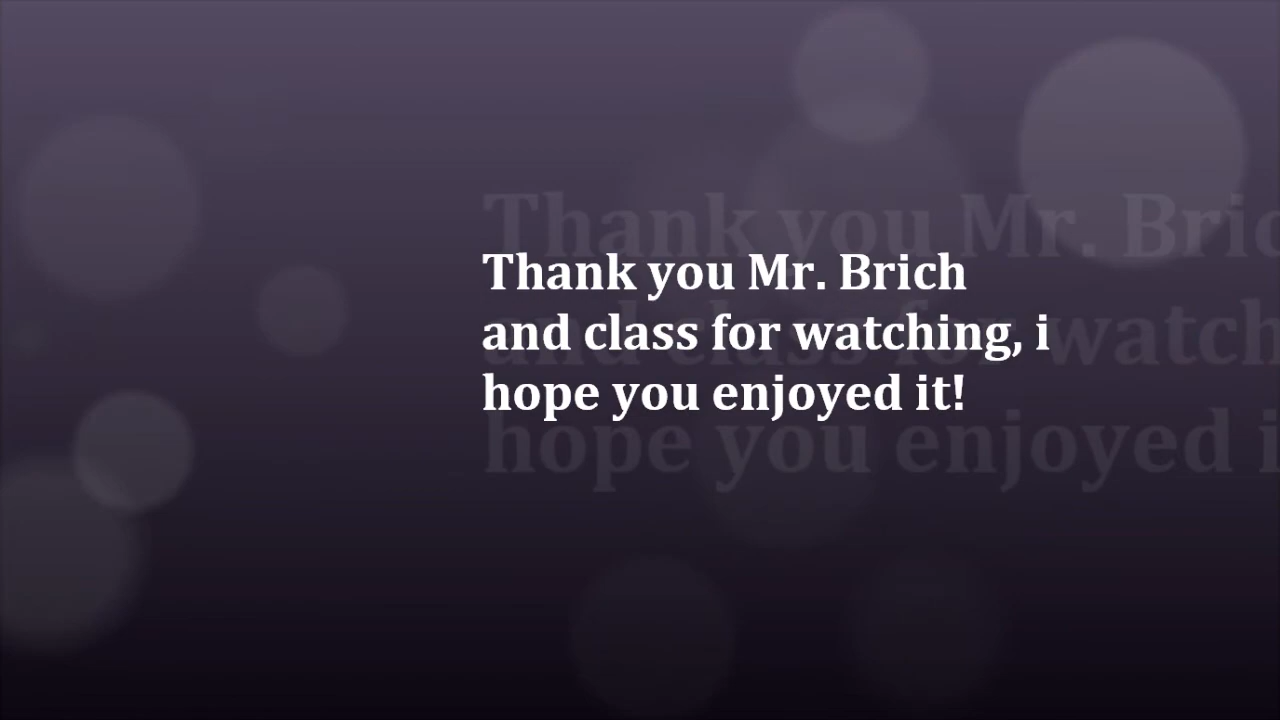 Thank you Mr. Brich
and class for watching, i
hope you enjoyed it!